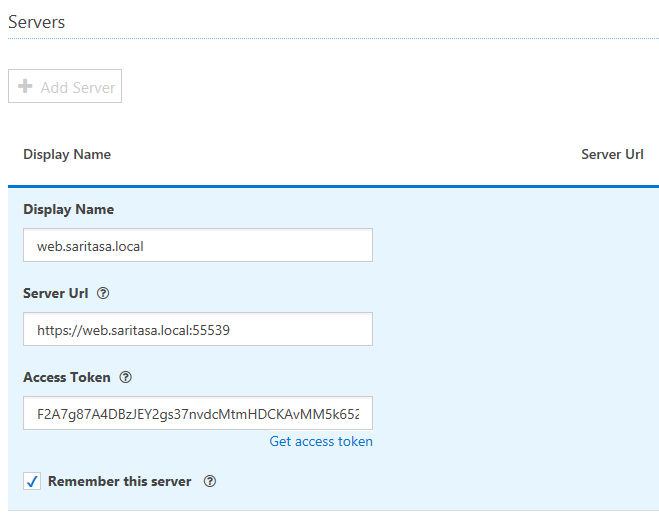 Servers
Add Server
Display Name Server Url
Display Name
web.saritasa.local
Server Url
https://web.saritasa.local:55539
Access Token
F2A7g87A4DBzJEY2gs37nvdcMtmHDCKAvMM5k652
Get access token
Remember this server